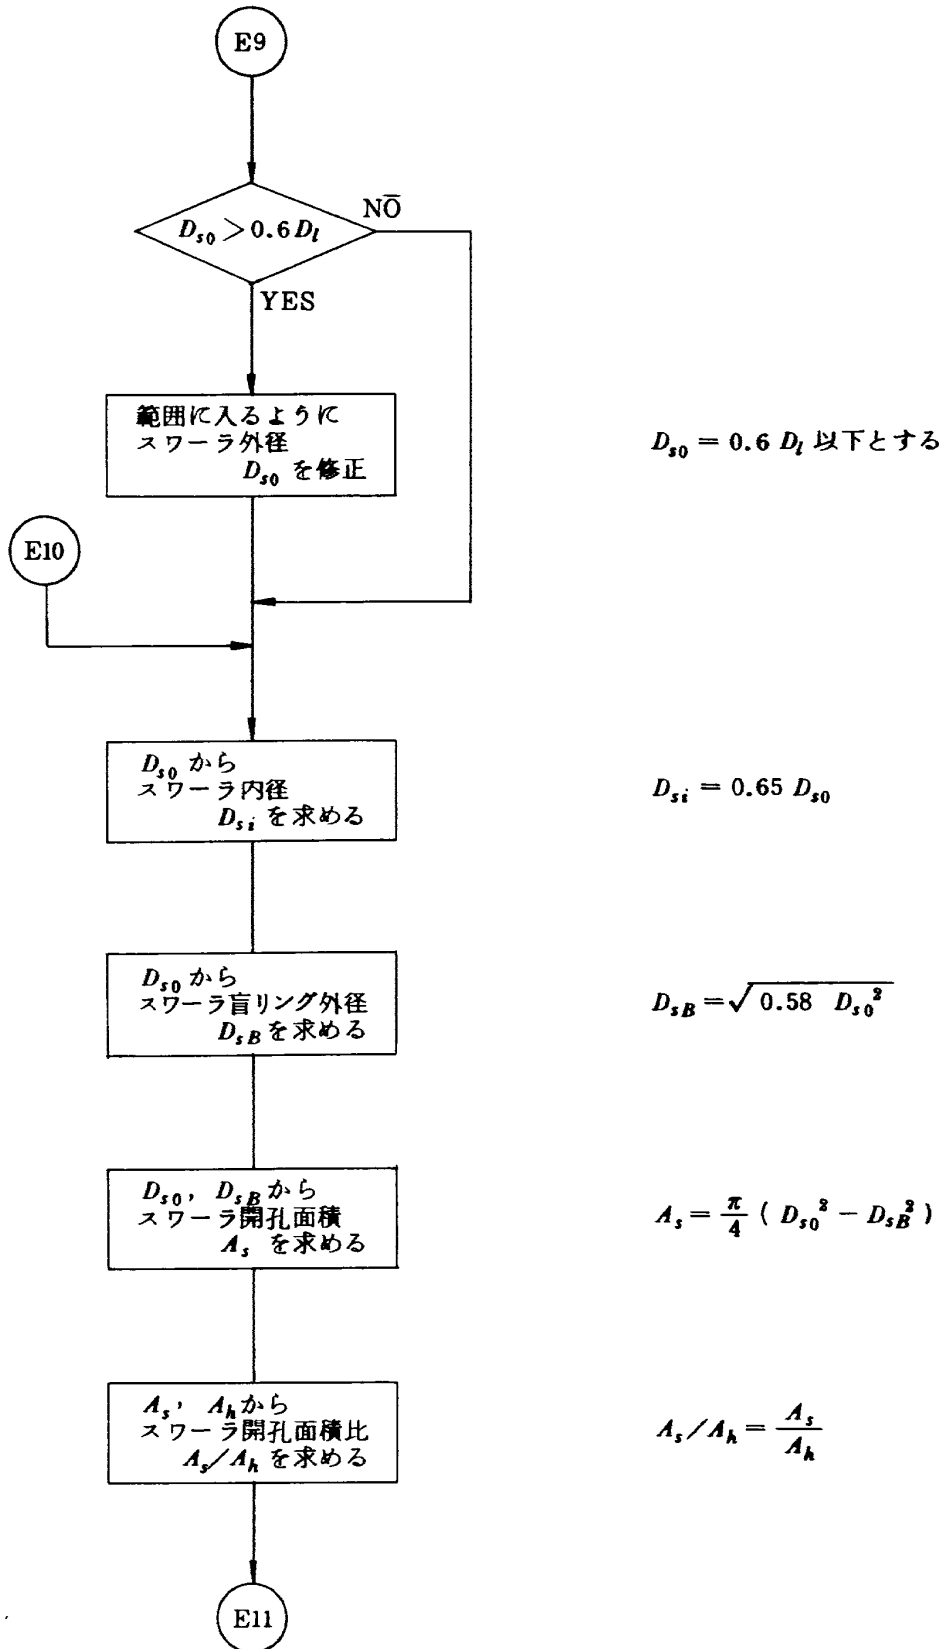 E9
D_{s0} > 0.6 D_l
NŌ
YES
範囲に入るように
スワーラ外径
D_{s0} を修正
D_{s0} = 0.6 D_l 以下とする
E10
D_{s0} から
スワーラ内径
D_{si} を求める
D_{si} = 0.65 D_{s0}
D_{s0} から
スワーラ盲リング外径
D_{sB} を求める
D_{sB} = √(0.58 D_{s0}^2)
D_{s0}, D_{sB} から
スワーラ開孔面積
A_s を求める
A_s = π/4 ( D_{s0}^2 − D_{sB}^2 )
A_s, A_h から
スワーラ開孔面積比
A_s/A_h を求める
A_s/A_h = A_s/A_h
E11